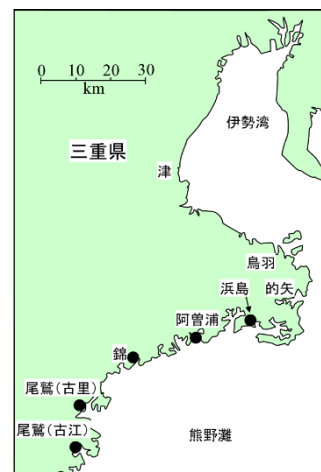 0 10 20 30
km
伊勢湾
三重県
津
鳥羽
浜島 的矢
阿曽浦
錦
尾鷲(古里)
尾鷲(古江)
熊野灘